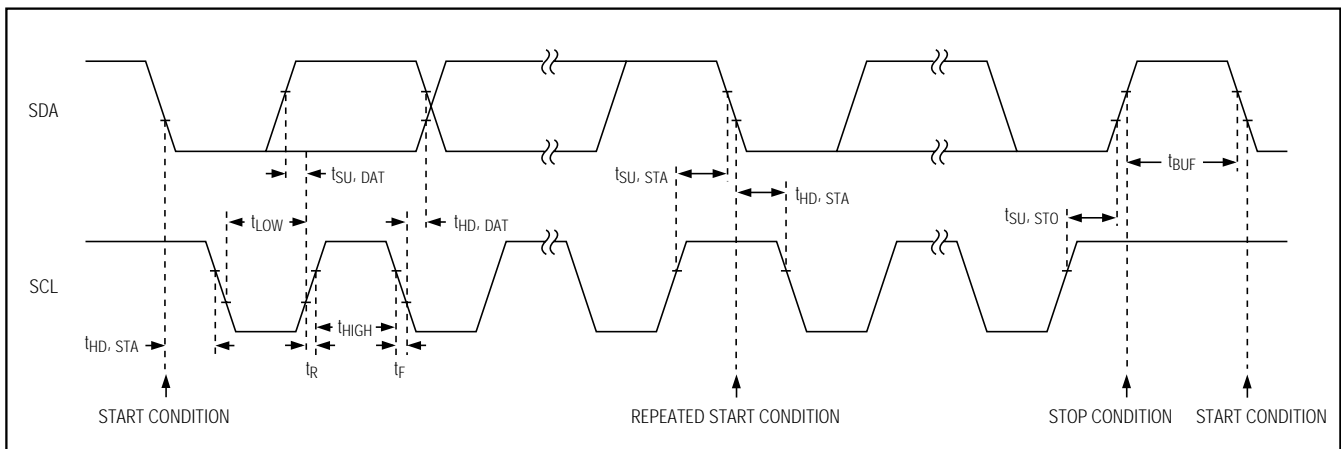 SDA
tSU, DAT
tSU, STA
tHD, STA
tBUF
tLOW
tHD, DAT
tSU, STO
SCL
tHIGH
tHD, STA
tR
tF
START CONDITION
REPEATED START CONDITION
STOP CONDITION
START CONDITION